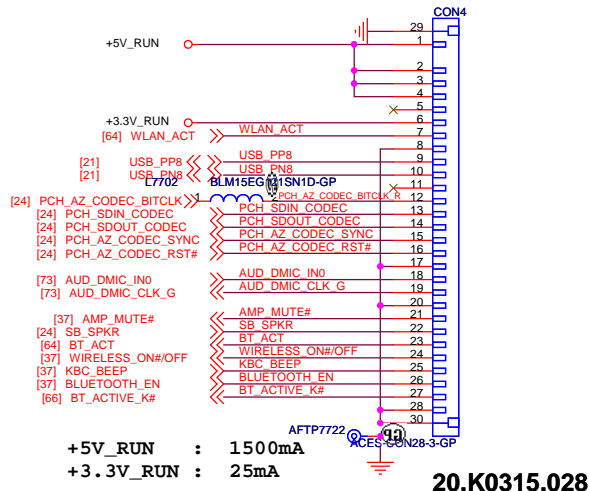 CON4
29
+5V_RUN
1
2
3
4
5
+3.3V_RUN
6
[64] WLAN_ACT
WLAN_ACT
7
8
[21] USB_PP8
USB_PP8
9
[21] USB_PN8
USB_PN8
10
L7702
11
[24] PCH_AZ_CODEC_BITCLK
1
2
PCH_AZ_CODEC_BITCLK_R
12
[24] PCH_SDIN_CODEC
PCH_SDIN_CODEC
13
[24] PCH_SDOUT_CODEC
PCH_SDOUT_CODEC
14
[24] PCH_AZ_CODEC_SYNC
PCH_AZ_CODEC_SYNC
15
[24] PCH_AZ_CODEC_RST#
PCH_AZ_CODEC_RST#
16
17
[73] AUD_DMIC_IN0
AUD_DMIC_IN0
18
[73] AUD_DMIC_CLK_G
AUD_DMIC_CLK_G
19
20
[37] AMP_MUTE#
AMP_MUTE#
21
[24] SB_SPKR
SB_SPKR
22
[64] BT_ACT
BT_ACT
23
[37] WIRELESS_ON#/OFF
WIRELESS_ON#/OFF
24
[37] KBC_BEEP
KBC_BEEP
25
[37] BLUETOOTH_EN
BLUETOOTH_EN
26
[66] BT_ACTIVE_K#
BT_ACTIVE_K#
27
28
30
AFTP7722
ACES-CON28-3-GP
+5V_RUN : 1500mA
+3.3V_RUN : 25mA
20.K0315.028